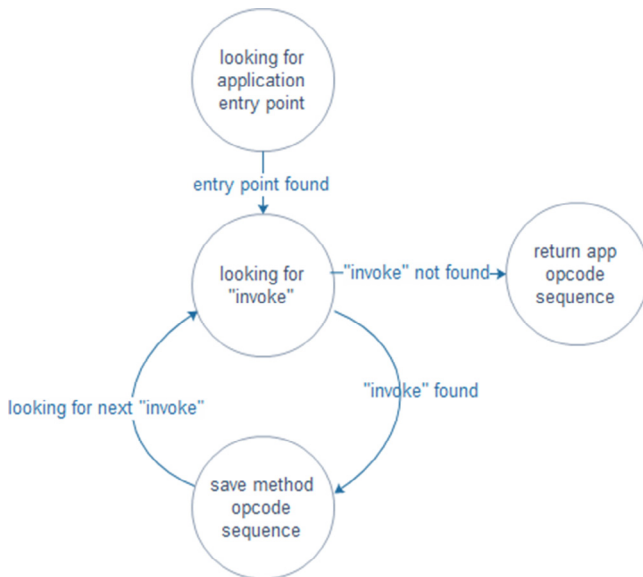 looking for
application
entry point
entry point found
looking for
"invoke"
"invoke" not found
return app
opcode
sequence
"invoke" found
looking for next "invoke"
save method
opcode
sequence